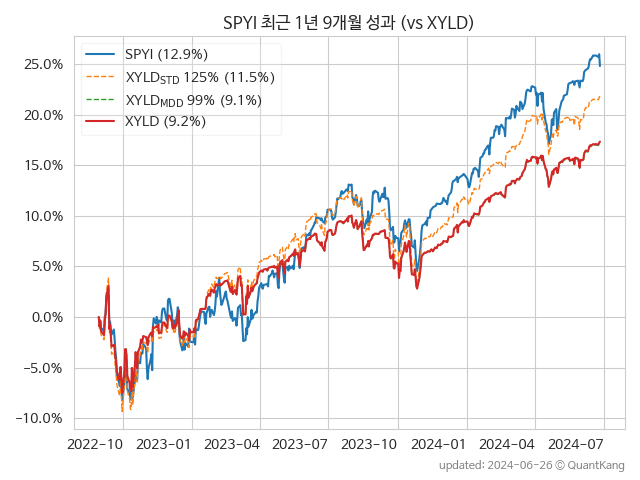 SPYI 최근 1년 9개월 성과 (vs XYLD)
SPYI (12.9%)
XYLD_STD 125% (11.5%)
XYLD_MDD 99% (9.1%)
XYLD (9.2%)
25.0%
20.0%
15.0%
10.0%
5.0%
0.0%
−5.0%
−10.0%
2022-10 2023-01 2023-04 2023-07 2023-10 2024-01 2024-04 2024-07
updated: 2024-06-26 © QuantKang